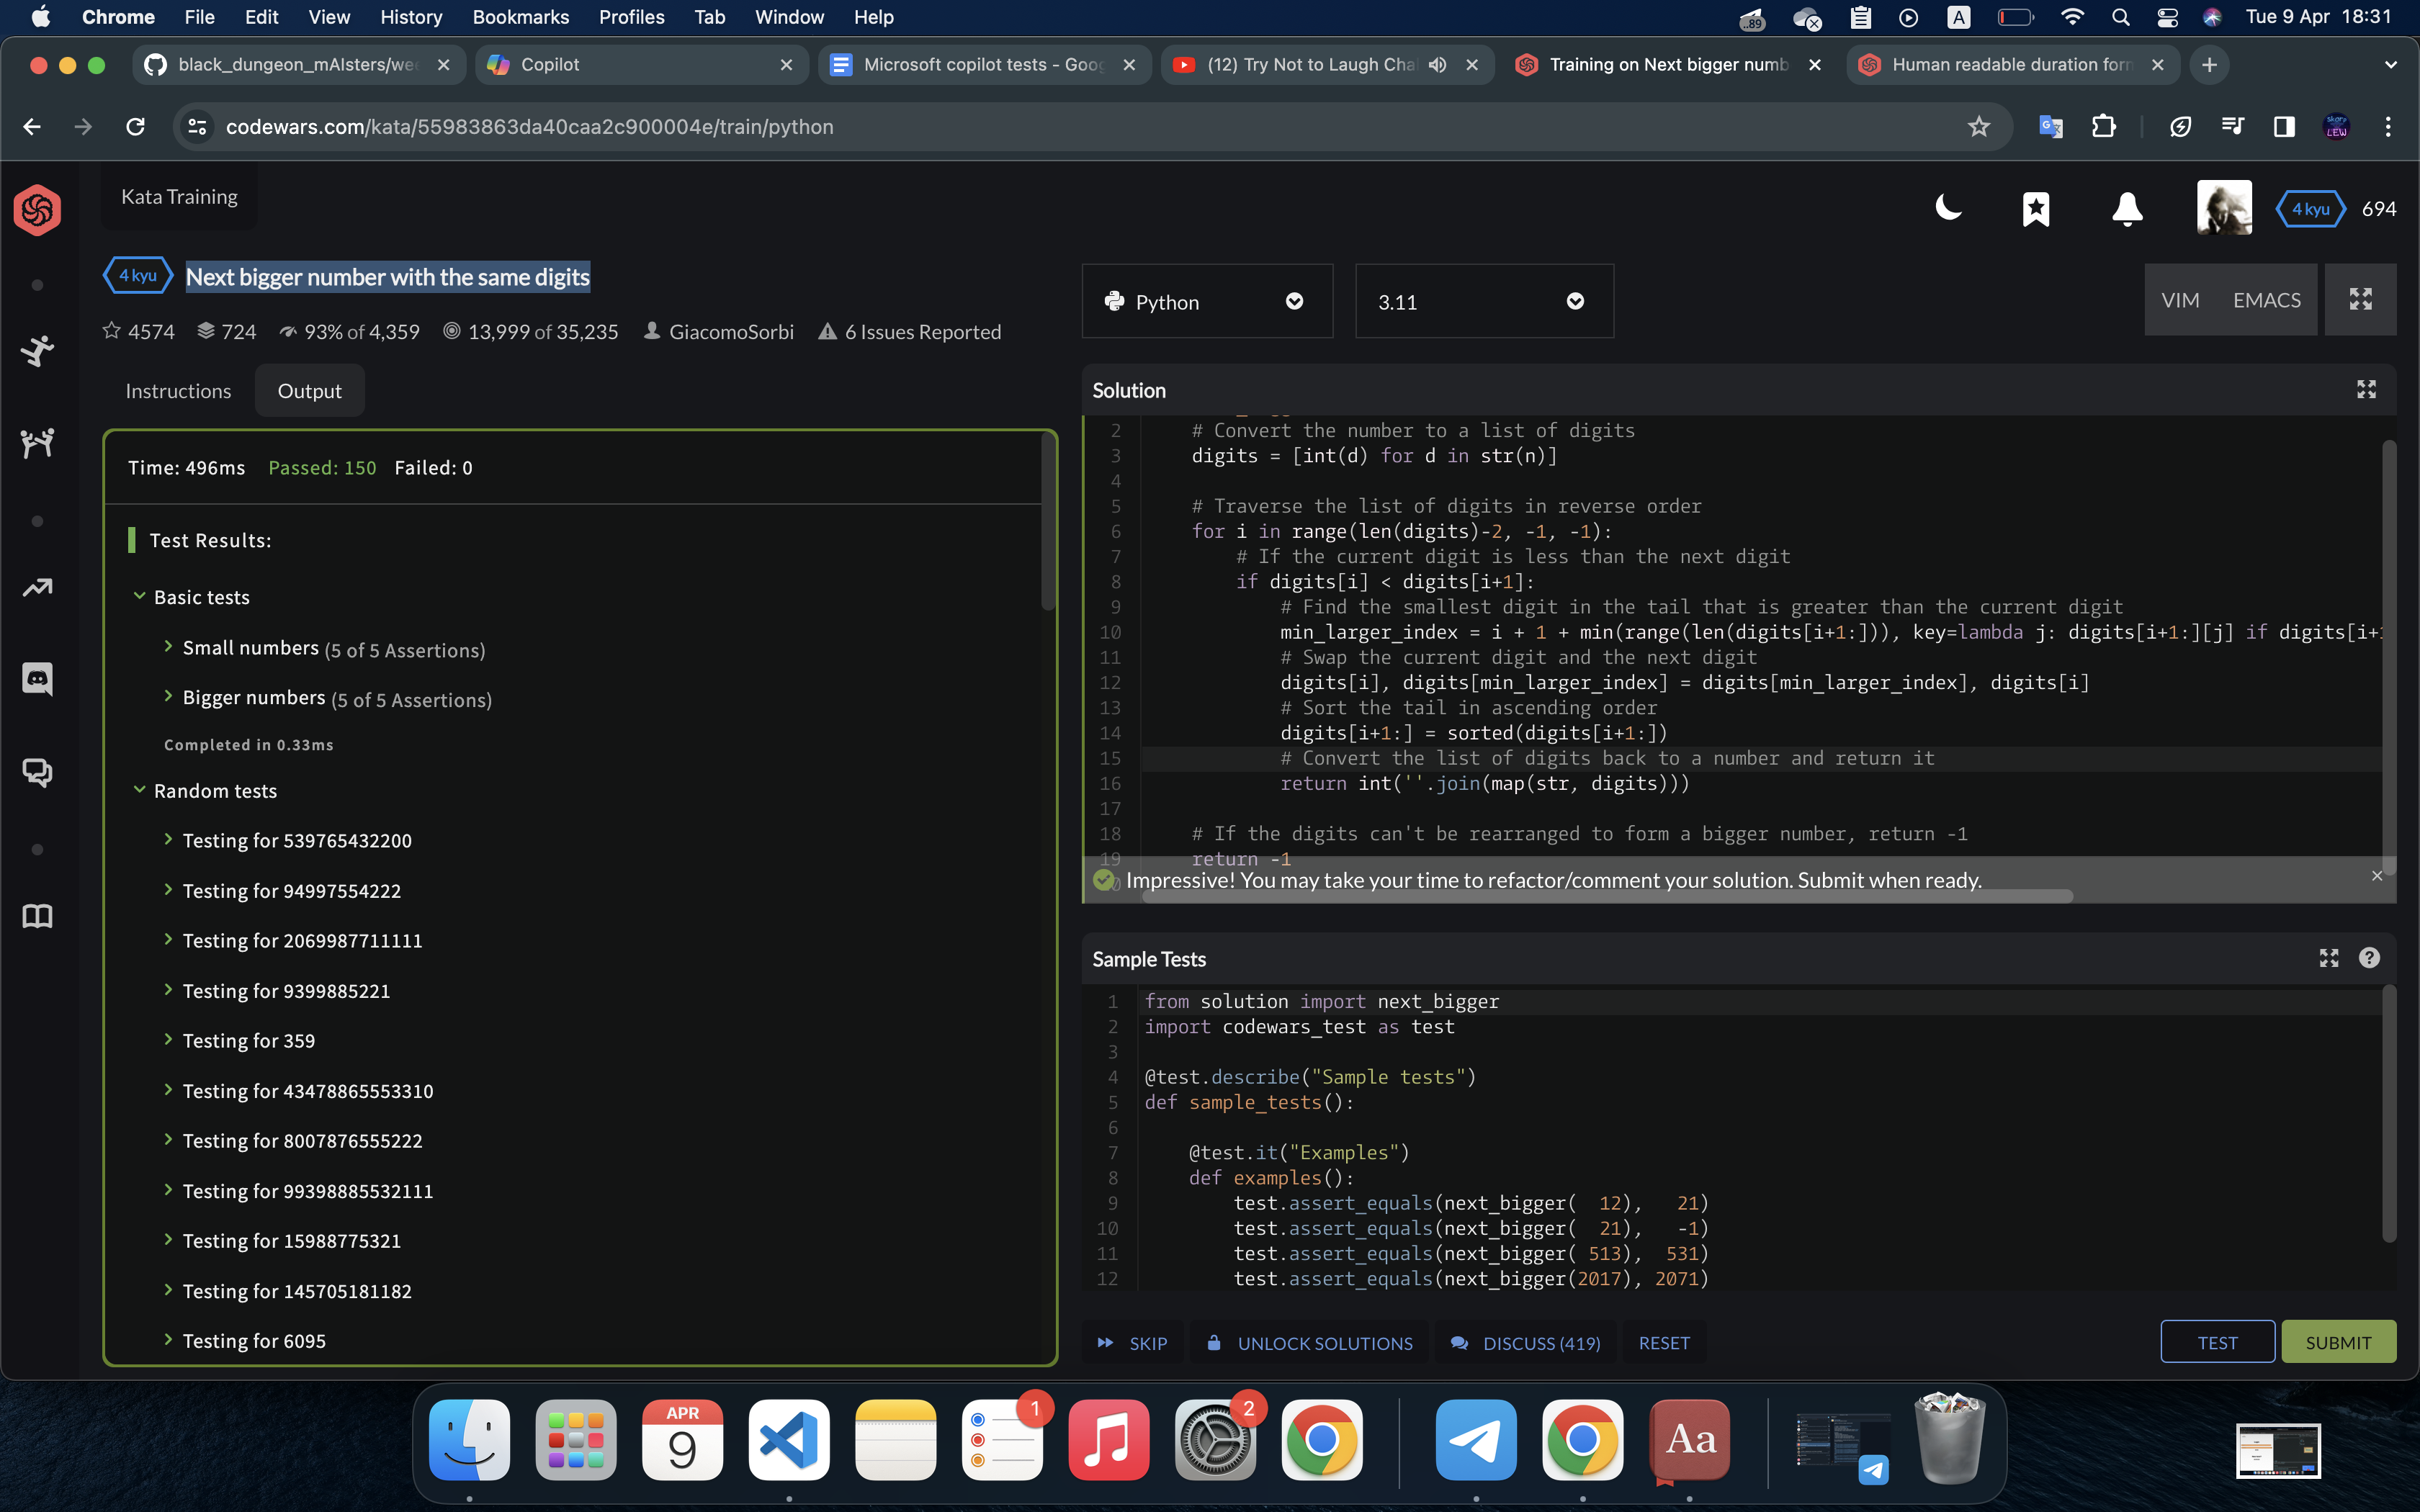 Chrome File Edit View History Bookmarks Profiles Tab Window Help
..89 A Tue 9 Apr 18:31
black_dungeon_mAIsters/wee Copilot Microsoft copilot tests - Goog (12) Try Not to Laugh Cha Training on Next bigger numb Human readable duration form
codewars.com/kata/55983863da40caa2c900004e/train/python
Kata Training
4 kyu 694
4 kyu Next bigger number with the same digits
4574 724 93% of 4,359 13,999 of 35,235 GiacomoSorbi 6 Issues Reported
Instructions Output
Time: 496ms Passed: 150 Failed: 0
Test Results:
Basic tests
Small numbers (5 of 5 Assertions)
Bigger numbers (5 of 5 Assertions)
Completed in 0.33ms
Random tests
Testing for 539765432200
Testing for 94997554222
Testing for 2069987711111
Testing for 9399885221
Testing for 359
Testing for 43478865553310
Testing for 8007876555222
Testing for 99398885532111
Testing for 15988775321
Testing for 145705181182
Testing for 6095
Python 3.11 VIM EMACS
Solution
2 # Convert the number to a list of digits
3 digits = [int(d) for d in str(n)]
4
5 # Traverse the list of digits in reverse order
6 for i in range(len(digits)-2, -1, -1):
7 # If the current digit is less than the next digit
8 if digits[i] < digits[i+1]:
9 # Find the smallest digit in the tail that is greater than the current digit
10 min_larger_index = i + 1 + min(range(len(digits[i+1:])), key=lambda j: digits[i+1:][j] if digits[i+1
11 # Swap the current digit and the next digit
12 digits[i], digits[min_larger_index] = digits[min_larger_index], digits[i]
13 # Sort the tail in ascending order
14 digits[i+1:] = sorted(digits[i+1:])
15 # Convert the list of digits back to a number and return it
16 return int(''.join(map(str, digits)))
17
18 # If the digits can't be rearranged to form a bigger number, return -1
19 return -1
Impressive! You may take your time to refactor/comment your solution. Submit when ready.
Sample Tests
1 from solution import next_bigger
2 import codewars_test as test
3
4 @test.describe("Sample tests")
5 def sample_tests():
6
7 @test.it("Examples")
8 def examples():
9 test.assert_equals(next_bigger( 12), 21)
10 test.assert_equals(next_bigger( 21), -1)
11 test.assert_equals(next_bigger( 513), 531)
12 test.assert_equals(next_bigger(2017), 2071)
SKIP UNLOCK SOLUTIONS DISCUSS (419) RESET TEST SUBMIT
APR 9 1 2 Aa